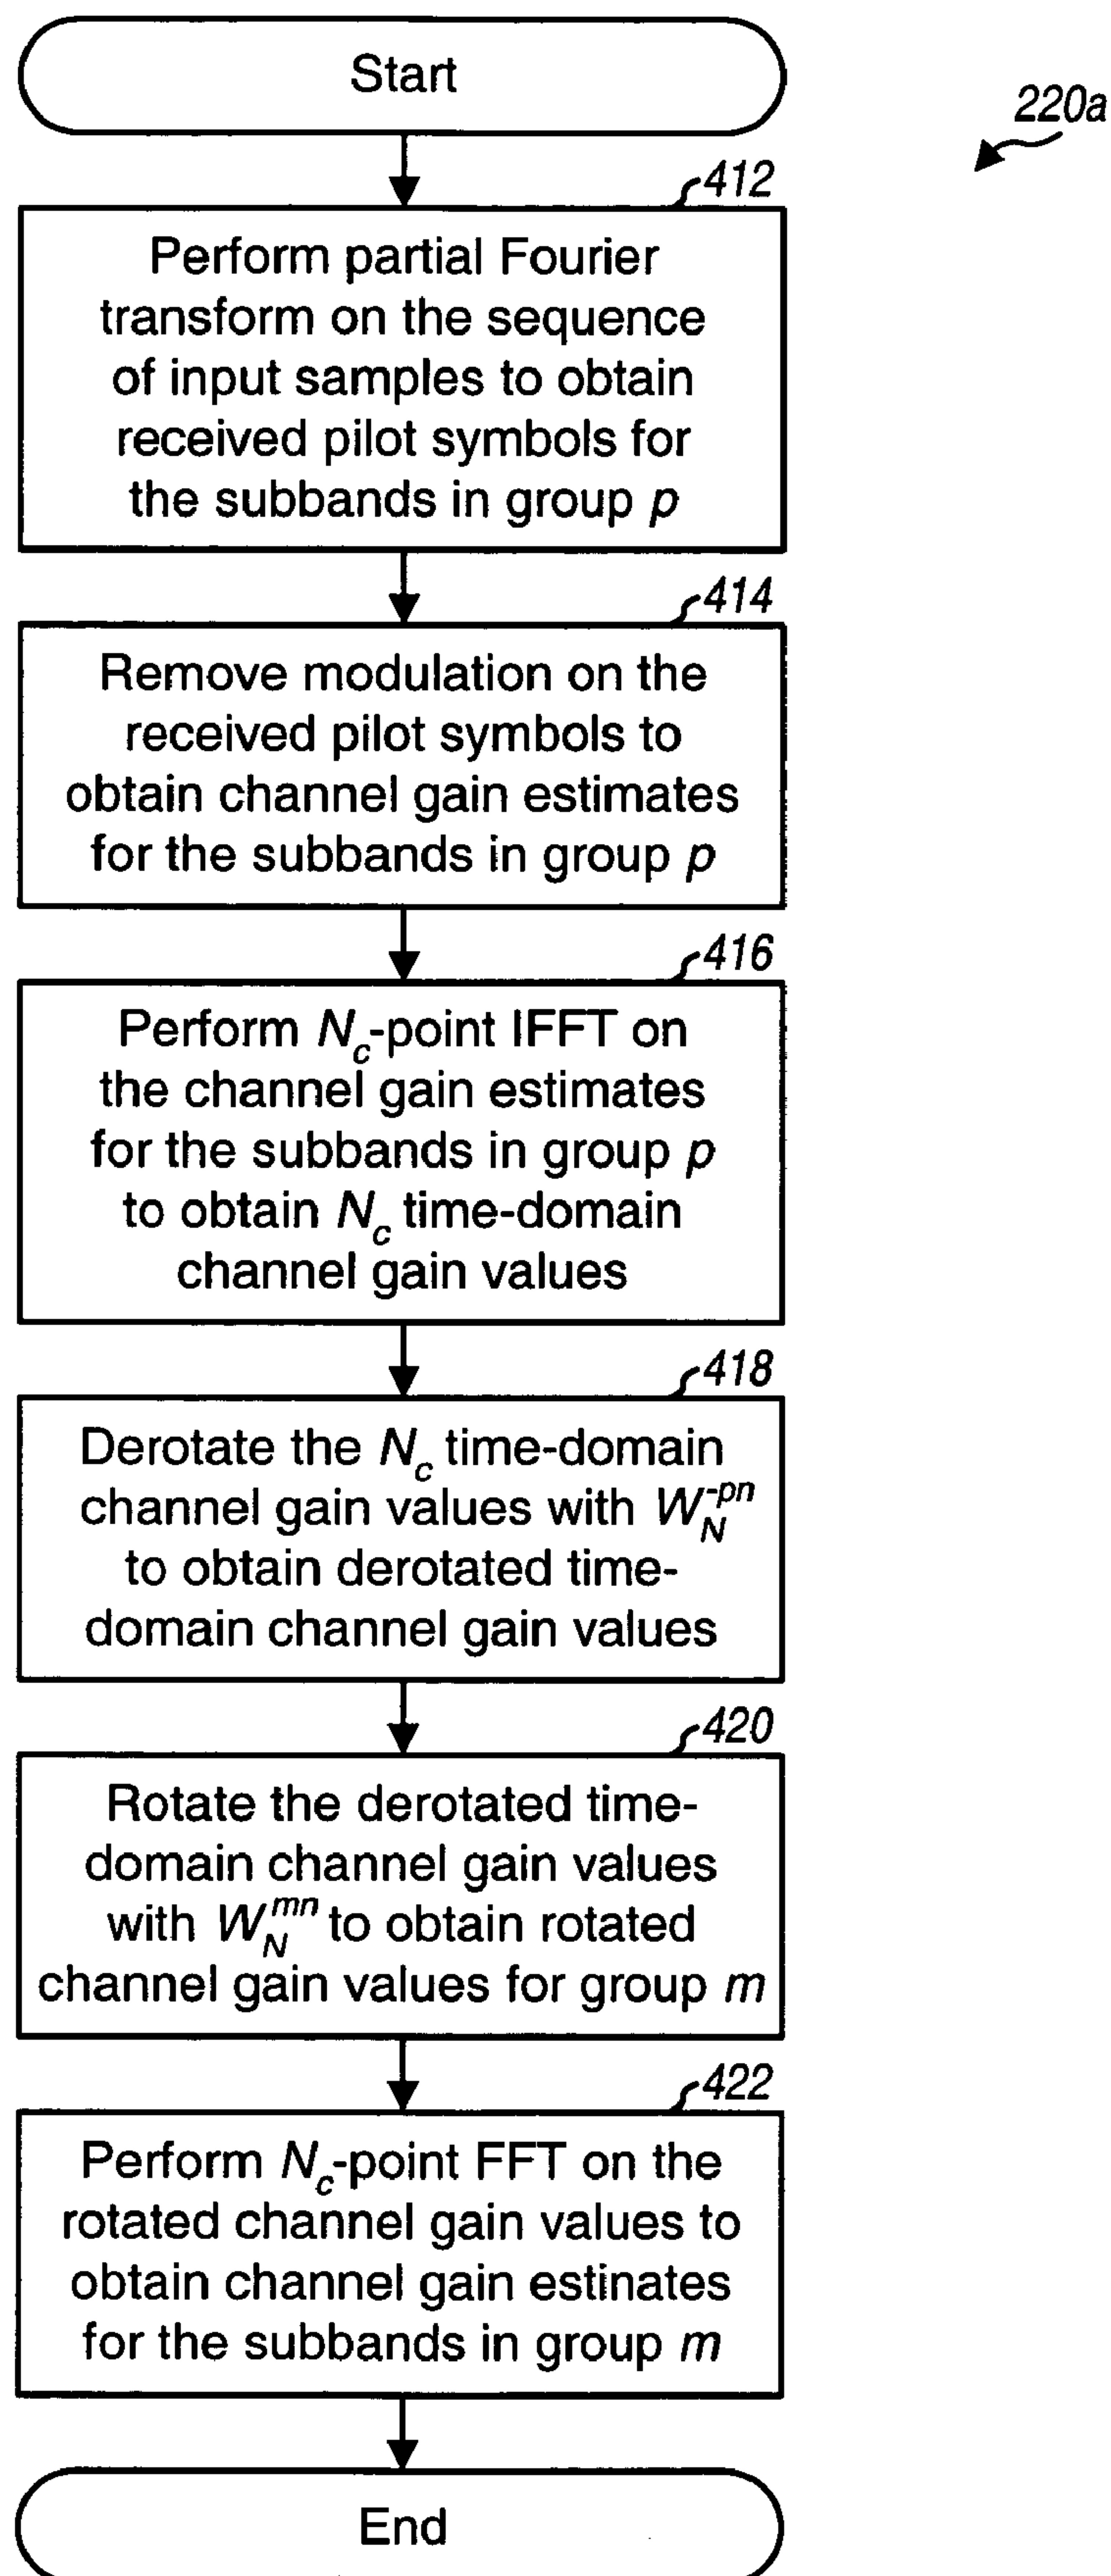 Start
220a
412
Perform partial Fourier
transform on the sequence
of input samples to obtain
received pilot symbols for
the subbands in group p
414
Remove modulation on the
received pilot symbols to
obtain channel gain estimates
for the subbands in group p
416
Perform N_c-point IFFT on
the channel gain estimates
for the subbands in group p
to obtain N_c time-domain
channel gain values
418
Derotate the N_c time-domain
channel gain values with W_N^{-pn}
to obtain derotated time-
domain channel gain values
420
Rotate the derotated time-
domain channel gain values
with W_N^{mn} to obtain rotated
channel gain values for group m
422
Perform N_c-point FFT on the
rotated channel gain values to
obtain channel gain estinates
for the subbands in group m
End